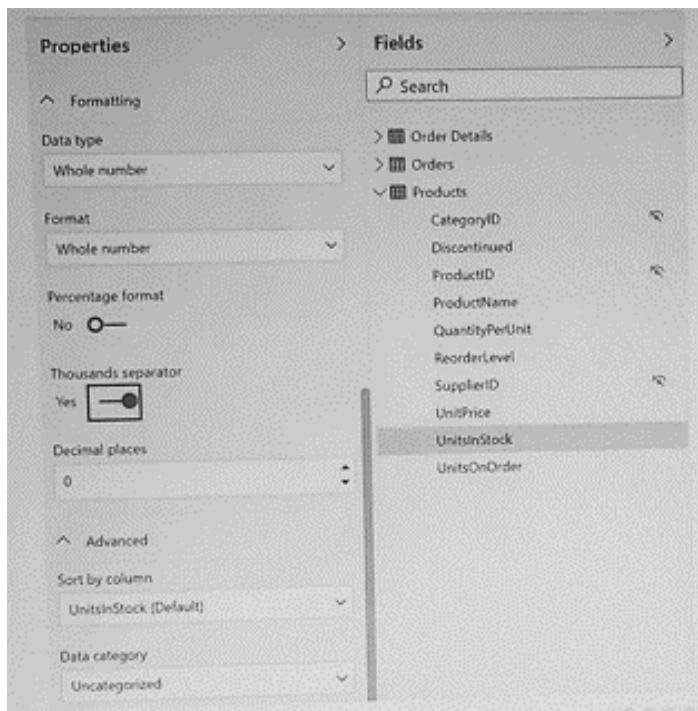 Properties
Formatting
Data type
Whole number
Format
Whole number
Percentage format
No
Thousands separator
Yes
Decimal places
0
Advanced
Sort by column
UnitsInStock (Default)
Data category
Uncategorized
Fields
Search
Order Details
Orders
Products
CategoryID
Discontinued
ProductID
ProductName
QuantityPerUnit
ReorderLevel
SupplierID
UnitPrice
UnitsInStock
UnitsOnOrder